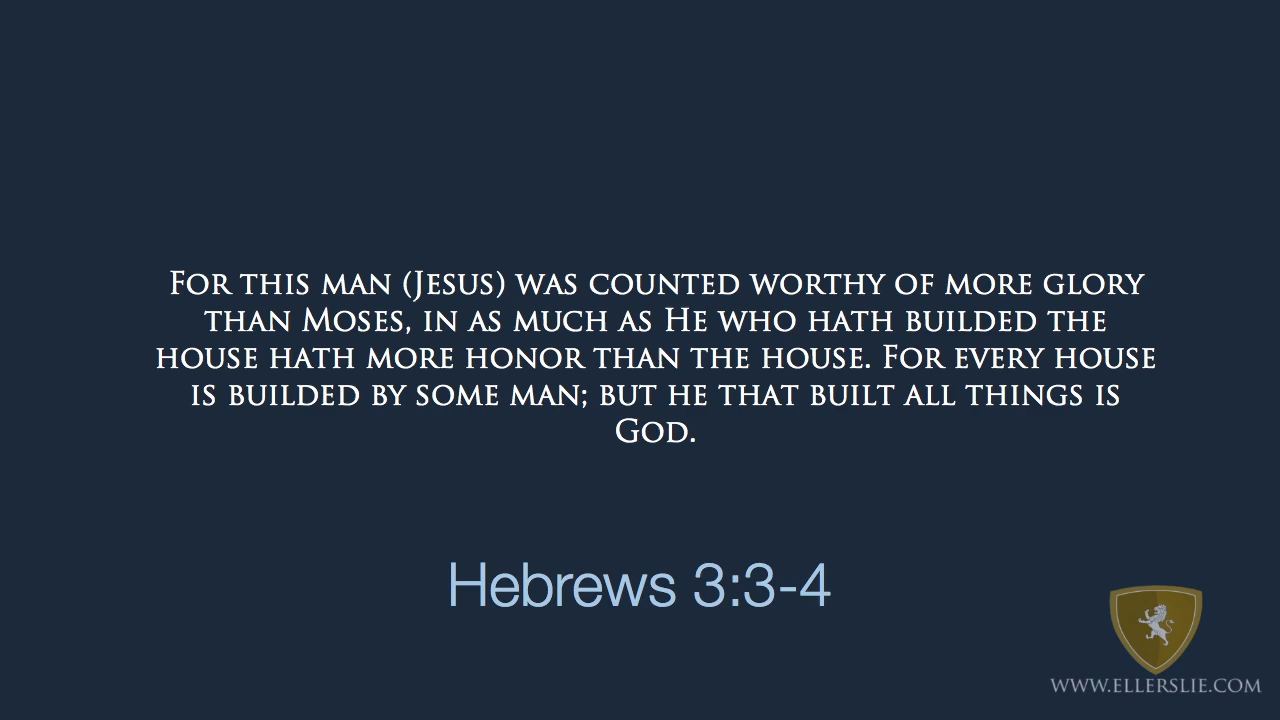 For this man (Jesus) was counted worthy of more glory
than Moses, in as much as He who hath builded the
house hath more honor than the house. For every house
is builded by some man; but he that built all things is
God.
Hebrews 3:3-4
www.ellerslie.com